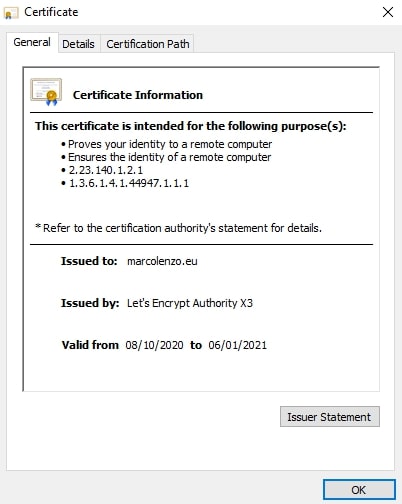 Certificate
General Details Certification Path
Certificate Information
This certificate is intended for the following purpose(s):
• Proves your identity to a remote computer
• Ensures the identity of a remote computer
• 2.23.140.1.2.1
• 1.3.6.1.4.1.44947.1.1.1
* Refer to the certification authority's statement for details.
Issued to: marcolenzo.eu
Issued by: Let's Encrypt Authority X3
Valid from 08/10/2020 to 06/01/2021
Issuer Statement
OK